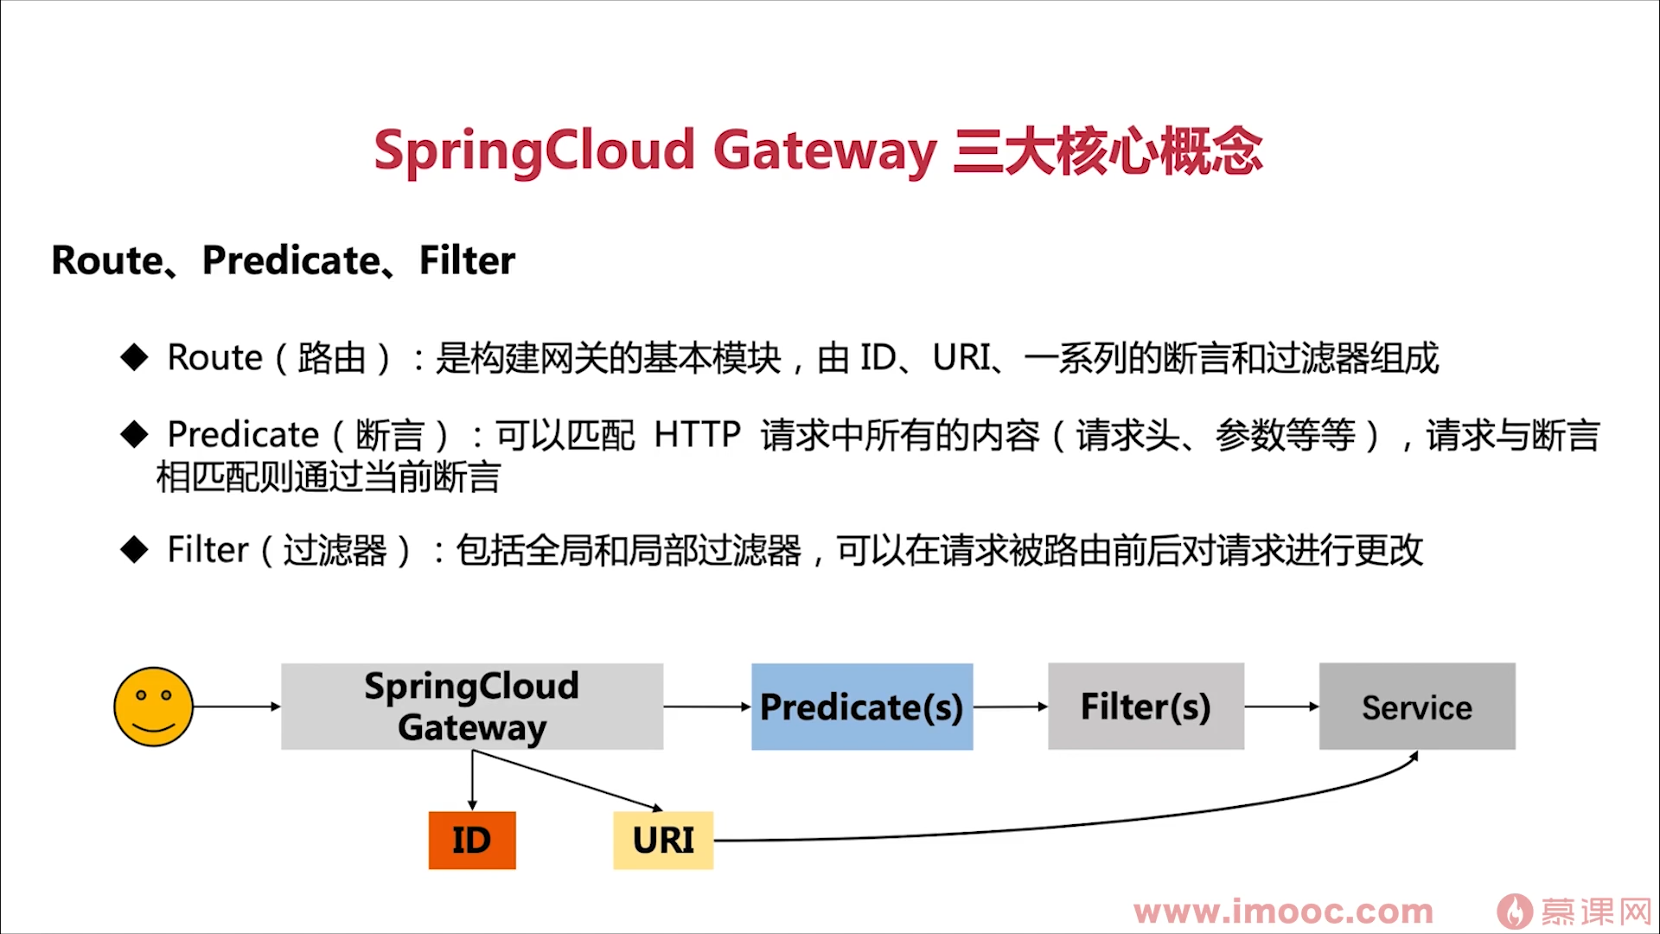 SpringCloud Gateway 三大核心概念
Route、Predicate、Filter
◆ Route（路由）：是构建网关的基本模块，由 ID、URI、一系列的断言和过滤器组成
◆ Predicate（断言）：可以匹配 HTTP 请求中所有的内容（请求头、参数等等），请求与断言
相匹配则通过当前断言
◆ Filter（过滤器）：包括全局和局部过滤器，可以在请求被路由前后对请求进行更改
SpringCloud
Gateway
Predicate(s)
Filter(s)
Service
ID
URI
www.imooc.com
慕课网